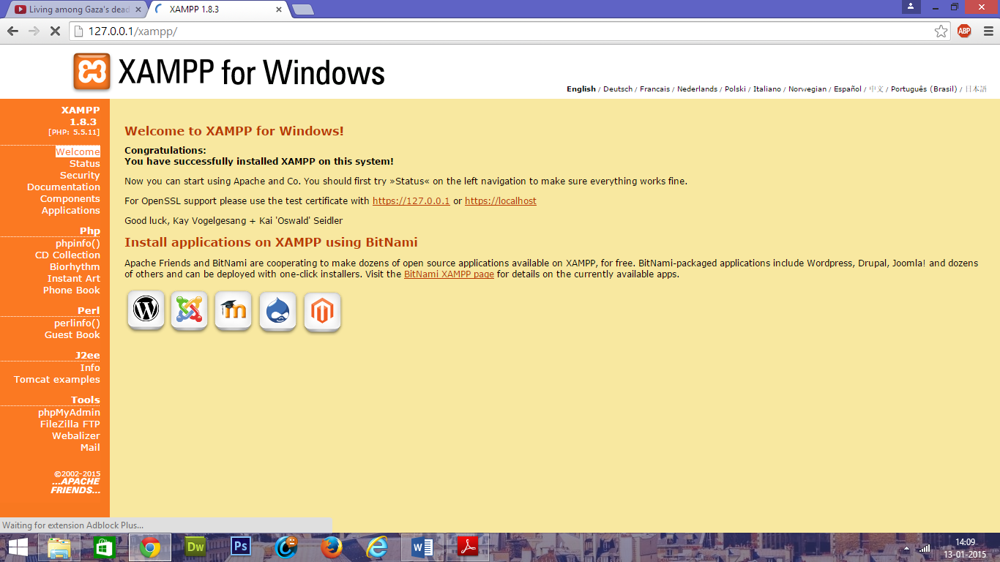 Living among Gaza's dead
XAMPP 1.8.3
127.0.0.1/xampp/
ABP
XAMPP for Windows
English / Deutsch / Francais / Nederlands / Polski / Italiano / Norwegian / Español / 中文 / Português (Brasil) / 日本語
XAMPP
1.8.3
[PHP: 5.5.11]
Welcome
Status
Security
Documentation
Components
Applications
Php
phpinfo()
CD Collection
Biorhythm
Instant Art
Phone Book
Perl
perlinfo()
Guest Book
J2ee
Info
Tomcat examples
Tools
phpMyAdmin
FileZilla FTP
Webalizer
Mail
©2002-2015
...APACHE
FRIENDS...
Welcome to XAMPP for Windows!
Congratulations:
You have successfully installed XAMPP on this system!
Now you can start using Apache and Co. You should first try »Status« on the left navigation to make sure everything works fine.
For OpenSSL support please use the test certificate with https://127.0.0.1 or https://localhost
Good luck, Kay Vogelgesang + Kai 'Oswald' Seidler
Install applications on XAMPP using BitNami
Apache Friends and BitNami are cooperating to make dozens of open source applications available on XAMPP, for free. BitNami-packaged applications include Wordpress, Drupal, Joomla! and dozens
of others and can be deployed with one-click installers. Visit the BitNami XAMPP page for details on the currently available apps.
Waiting for extension Adblock Plus...
Dw
Ps
14:09
13-01-2015